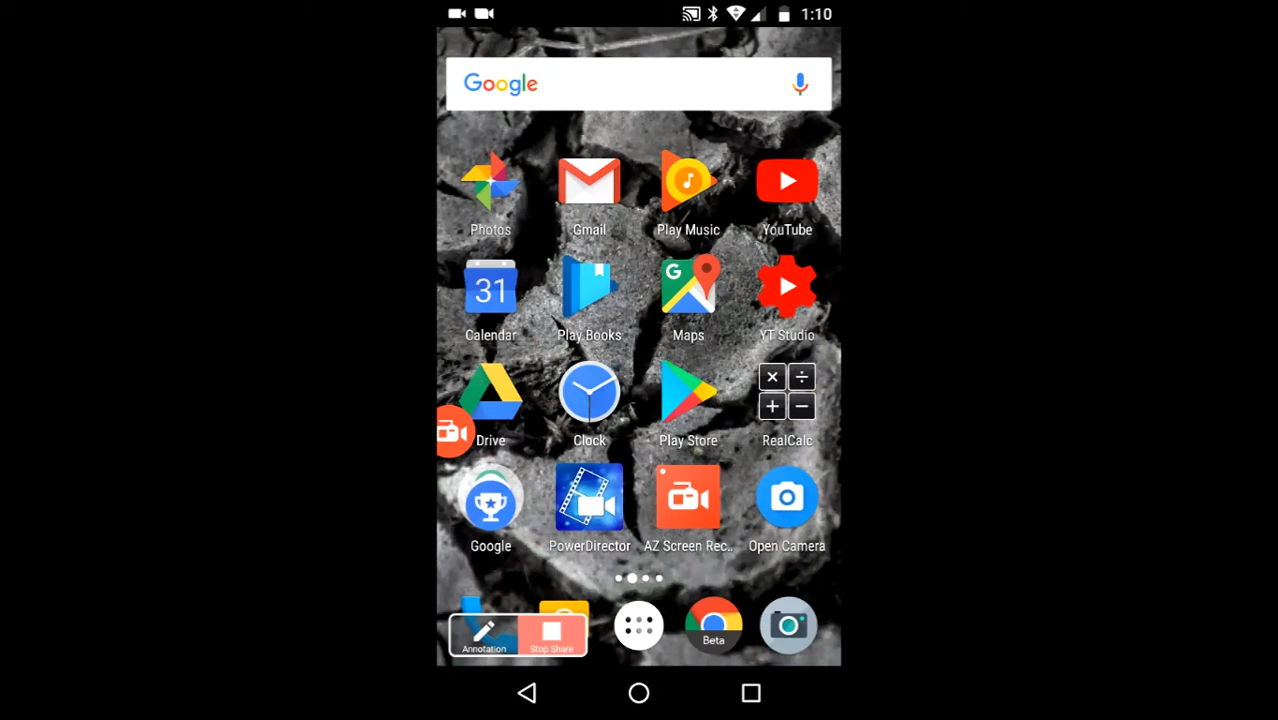 1:10
Google
Photos
Gmail
Play Music
YouTube
31
G
Calendar
Play Books
Maps
YT Studio
Drive
Clock
Play Store
RealCalc
Google
PowerDirector
AZ Screen Rec..
Open Camera
Beta
Annotation
Stop Share